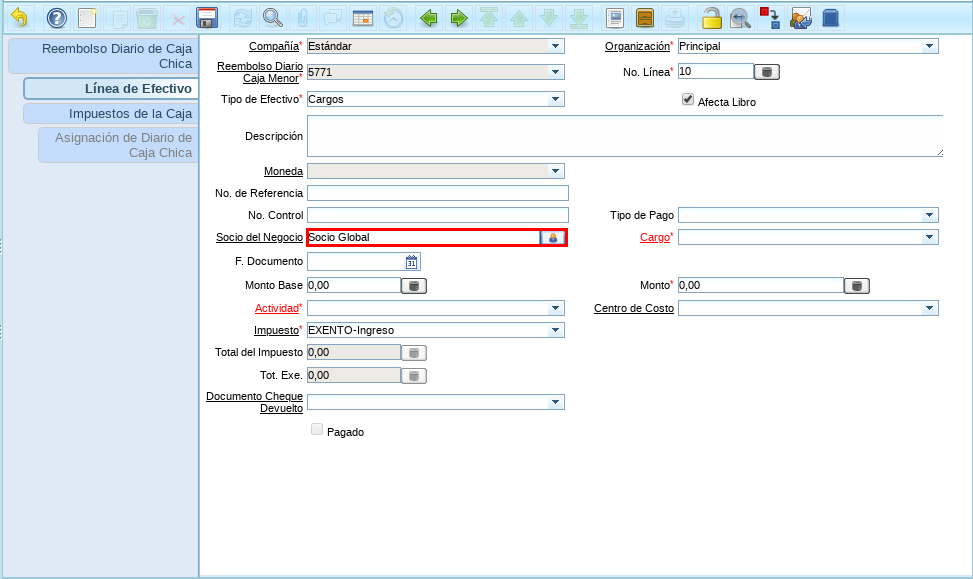 Reembolso Diario de Caja
Chica
Línea de Efectivo
Impuestos de la Caja
Asignación de Diario de
Caja Chica
Compañía* Estándar Organización* Principal
Reembolso Diario
Caja Menor* 5771 No. Línea* 10
Tipo de Efectivo* Cargos Afecta Libro
Descripción
Moneda
No. de Referencia
No. Control Tipo de Pago
Socio del Negocio Socio Global Cargo*
F. Documento 31
Monto Base 0,00 Monto* 0,00
Actividad* Centro de Costo
Impuesto* EXENTO-Ingreso
Total del Impuesto 0,00
Tot. Exe. 0,00
Documento Cheque
Devuelto
Pagado